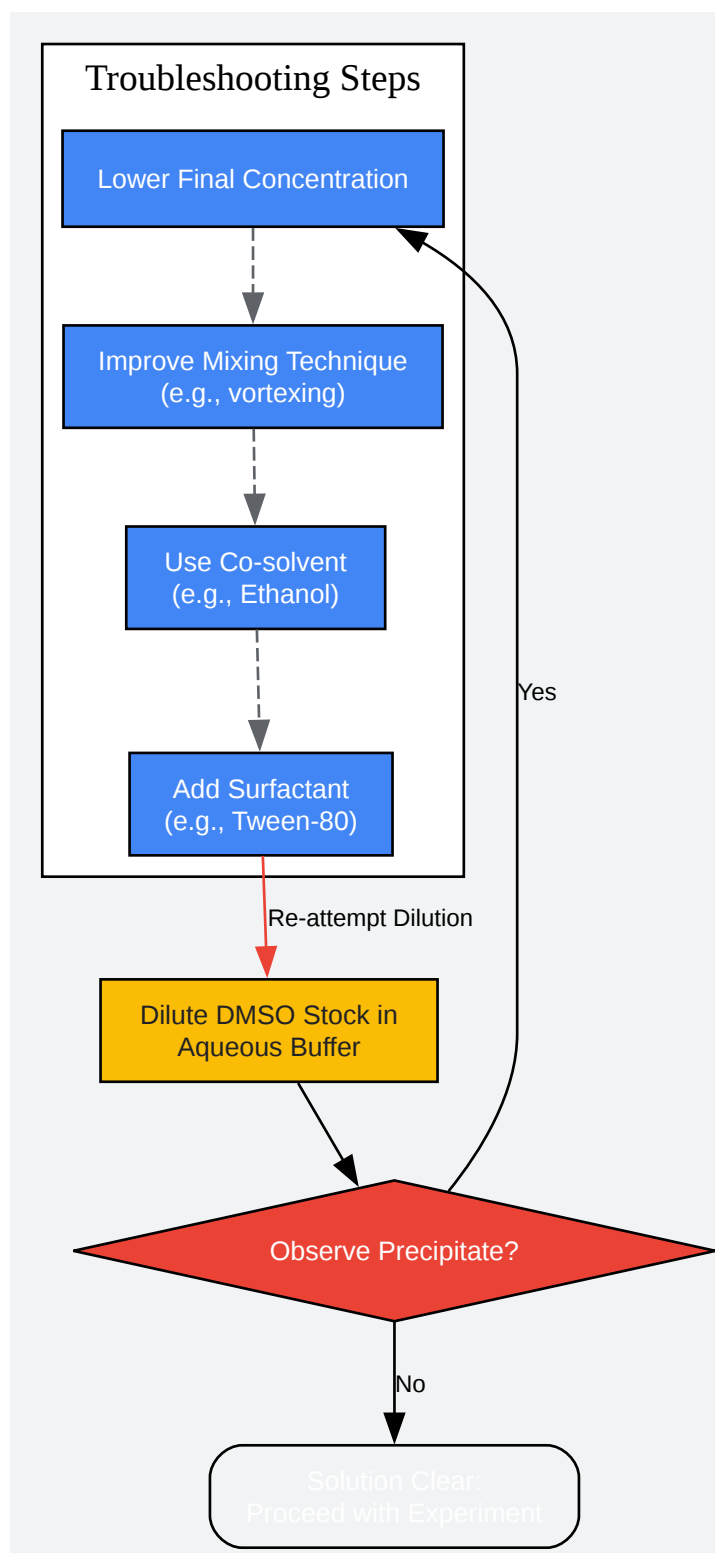 Troubleshooting Steps
Lower Final Concentration
Improve Mixing Technique
(e.g., vortexing)
Use Co-solvent
(e.g., Ethanol)
Yes
Add Surfactant
(e.g., Tween-80)
Re-attempt Dilution
Dilute DMSO Stock in
Aqueous Buffer
Observe Precipitate?
No
Solution Clear:
Proceed with Experiment